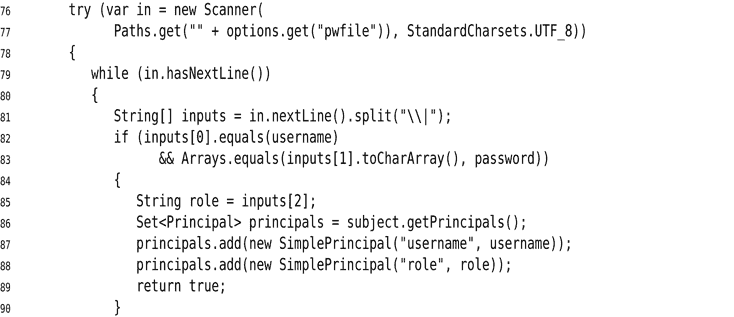 76 try (var in = new Scanner(
77 Paths.get("" + options.get("pwfile")), StandardCharsets.UTF_8))
78 {
79 while (in.hasNextLine())
80 {
81 String[] inputs = in.nextLine().split("\\|");
82 if (inputs[0].equals(username)
83 && Arrays.equals(inputs[1].toCharArray(), password))
84 {
85 String role = inputs[2];
86 Set<Principal> principals = subject.getPrincipals();
87 principals.add(new SimplePrincipal("username", username));
88 principals.add(new SimplePrincipal("role", role));
89 return true;
90 }